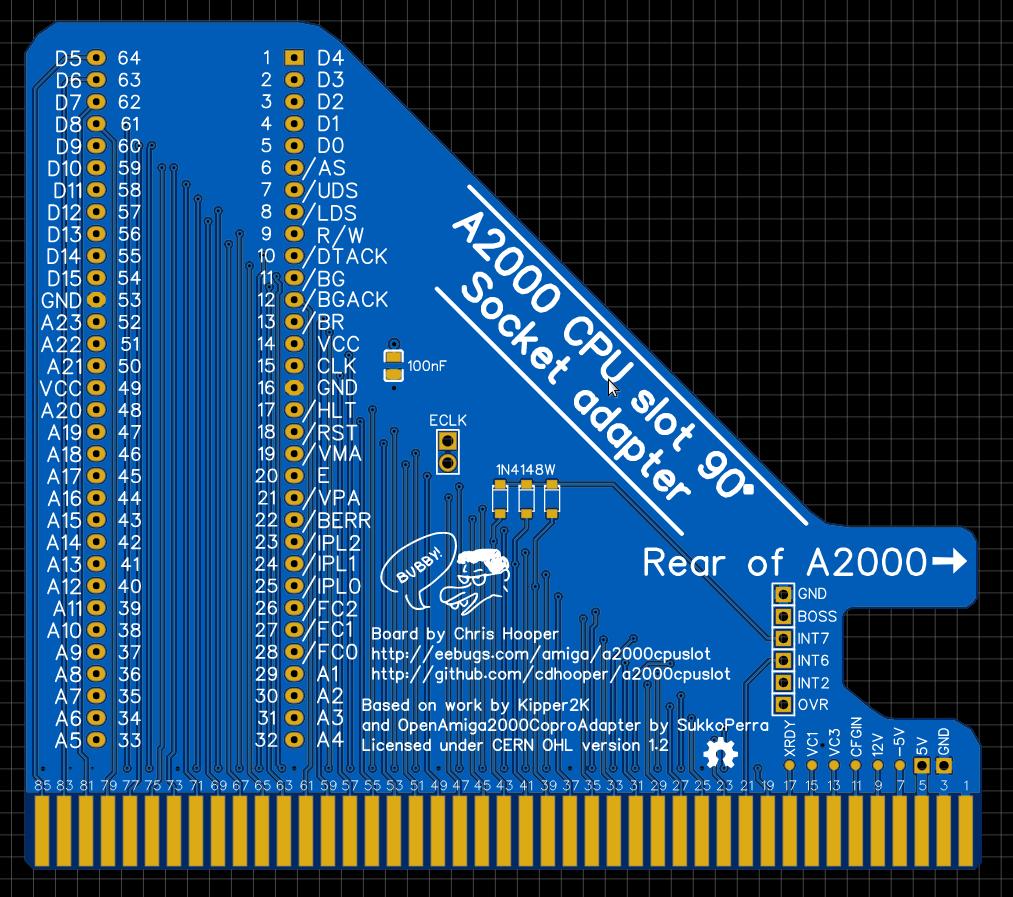 D5 64 1 D4
D6 63 2 D3
D7 62 3 D2
D8 61 4 D1
D9 60 5 D0
D10 59 6 /AS
D11 58 7 /UDS
D12 57 8 /LDS
D13 56 9 R/W
D14 55 10 /DTACK
D15 54 11 /BG
GND 53 12 /BGACK
A23 52 13 /BR
A22 51 14 VCC
A21 50 15 CLK
VCC 49 16 GND
A20 48 17 /HLT
A19 47 18 /RST
A18 46 19 /VMA
A17 45 20 E
A16 44 21 /VPA
A15 43 22 /BERR
A14 42 23 /IPL2
A13 41 24 /IPL1
A12 40 25 /IPL0
A11 39 26 /FC2
A10 38 27 /FC1
A9 37 28 /FC0
A8 36 29 A1
A7 35 30 A2
A6 34 31 A3
A5 33 32 A4
A2000 CPU slot 90°
Socket adapter
100nF
ECLK
1N4148W
BUBBY!
Rear of A2000
GND
BOSS
INT7
INT6
INT2
OVR
Board by Chris Hooper
http://eebugs.com/amiga/a2000cpuslot
http://github.com/cdhooper/a2000cpuslot
Based on work by Kipper2K
and OpenAmiga2000CoproAdapter by SukkoPerra
Licensed under CERN OHL version 1.2
XRDY VC1 VC3 CFGIN 12V -5V 5V GND
85 83 81 79 77 75 73 71 69 67 65 63 61 59 57 55 53 51 49 47 45 43 41 39 37 35 33 31 29 27 25 23 21 19 17 15 13 11 9 7 5 3 1